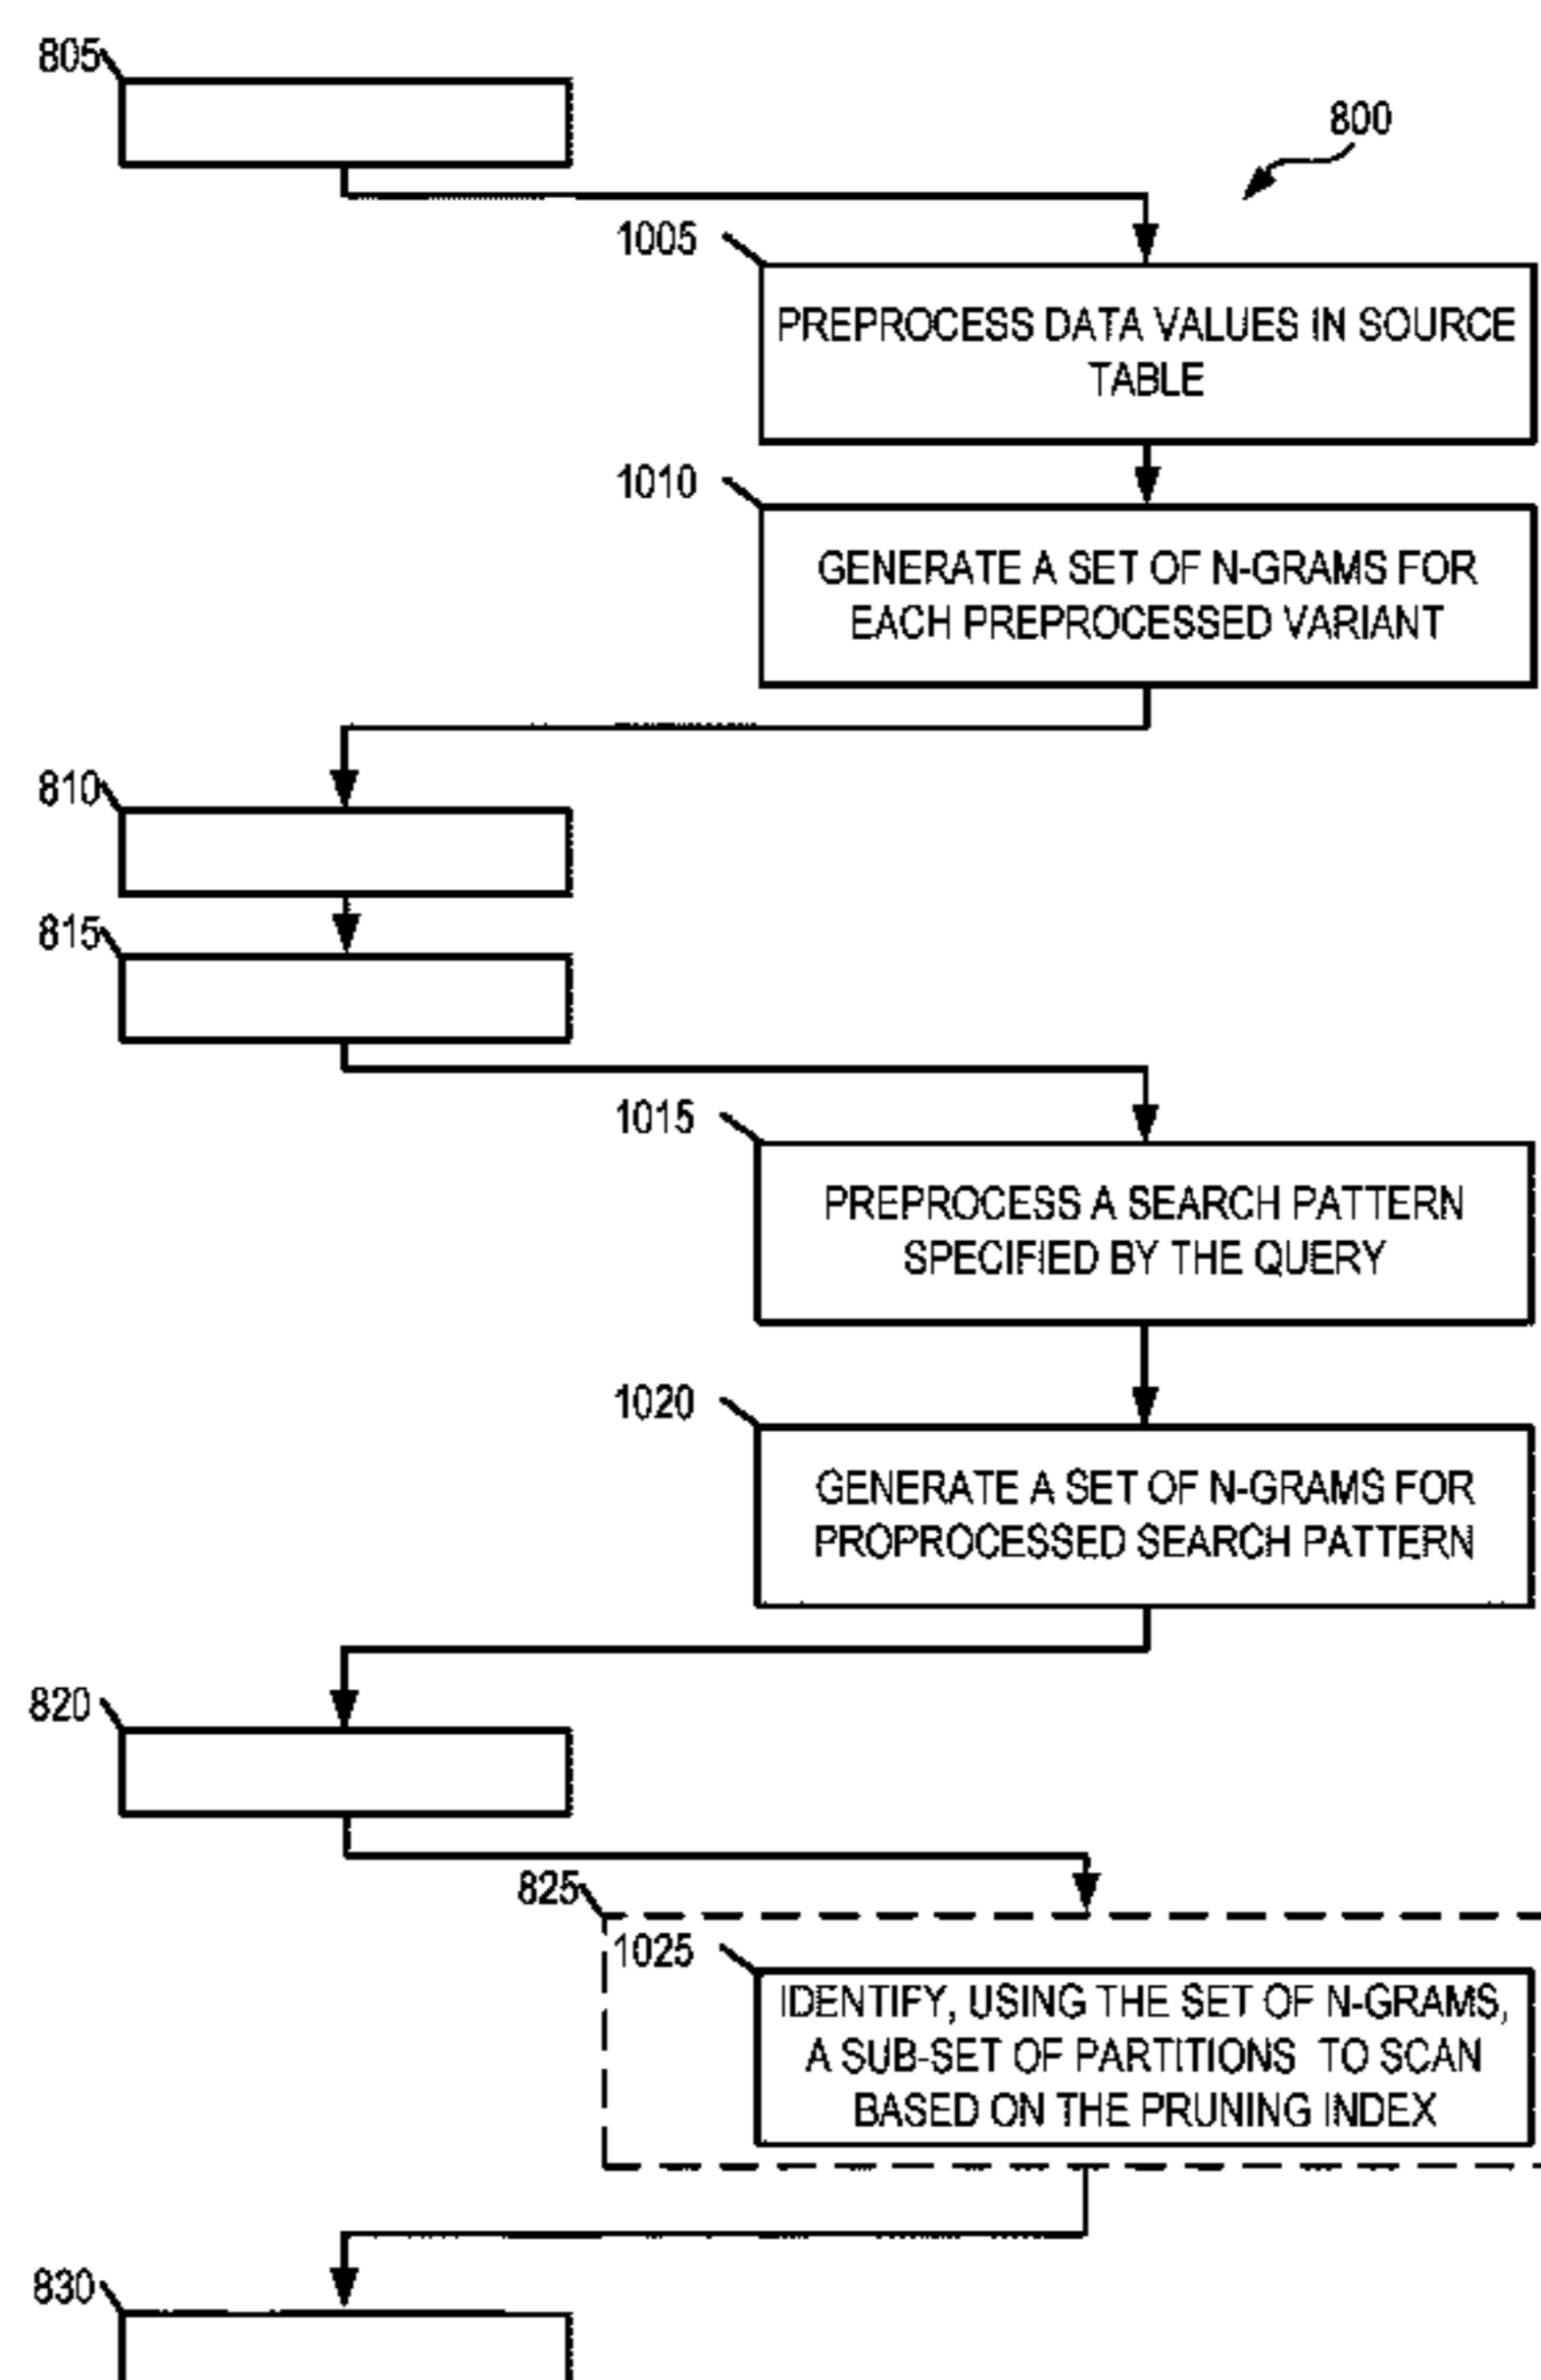 805
800
1005
PREPROCESS DATA VALUES IN SOURCE
TABLE
1010
GENERATE A SET OF N-GRAMS FOR
EACH PREPROCESSED VARIANT
810
815
1015
PREPROCESS A SEARCH PATTERN
SPECIFIED BY THE QUERY
1020
GENERATE A SET OF N-GRAMS FOR
PROPROCESSED SEARCH PATTERN
820
825
1025
IDENTIFY, USING THE SET OF N-GRAMS,
A SUB-SET OF PARTITIONS TO SCAN
BASED ON THE PRUNING INDEX
830